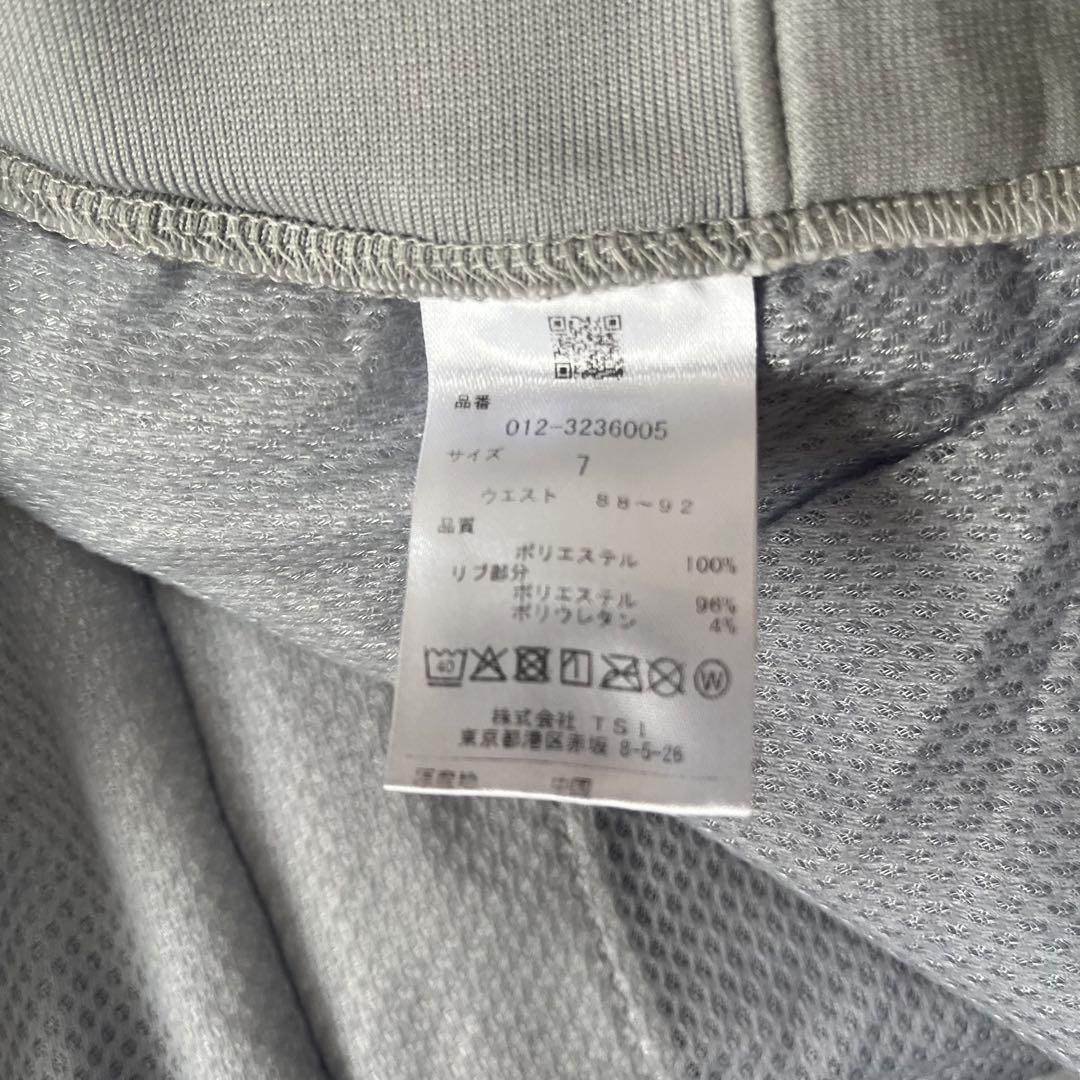 品番
012-3236005
サイズ 7
ウエスト 88~92
品質
ポリエステル 100%
リブ部分
ポリエステル 96%
ポリウレタン 4%
40 W
株式会社 TSI
東京都港区赤坂 8-5-26
原産地 中国